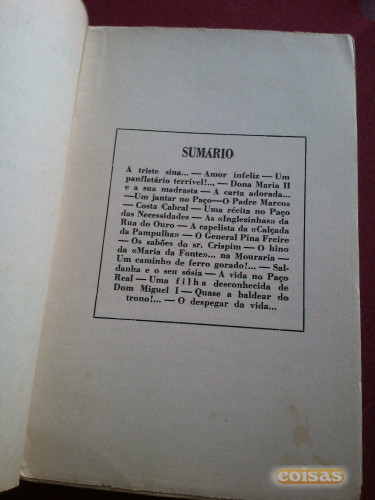 SUMÁRIO
A triste sina... — Amor infeliz — Um
panfletário terrível!... — Dona Maria II
e a sua madrasta — A carta adorada...
— Um jantar no Paço — O Padre Marcos
— Costa Cabral — Uma récita no Paço
das Necessidades — As «Inglezinhas» da
Rua do Ouro — A capelista da «Calçada
da Pampulha» — O General Pina Freire
— Os sabões do sr. Crispim — O hino
da «Maria da Fonte»... na Mouraria —
Um caminho de ferro gorado!... — Sal-
danha e o seu sósia — A vida no Paço
Real — Uma filha desconhecida de
Dom Miguel I — Quase a baldear do
trono!... — O despegar da vida...
coisas